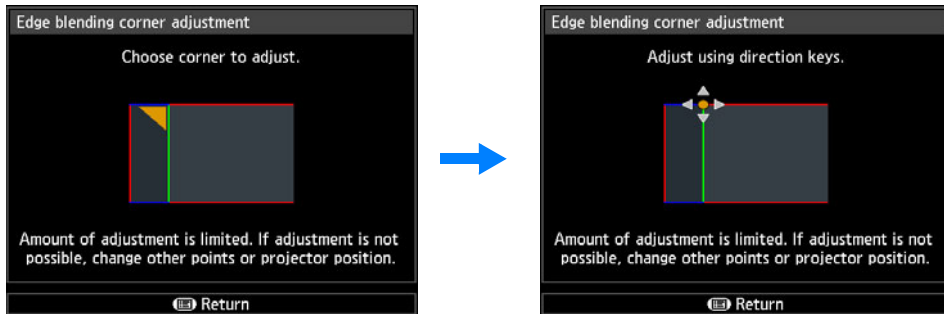 Edge blending corner adjustment
Choose corner to adjust.
Amount of adjustment is limited. If adjustment is not
possible, change other points or projector position.
Return
Edge blending corner adjustment
Adjust using direction keys.
Amount of adjustment is limited. If adjustment is not
possible, change other points or projector position.
Return